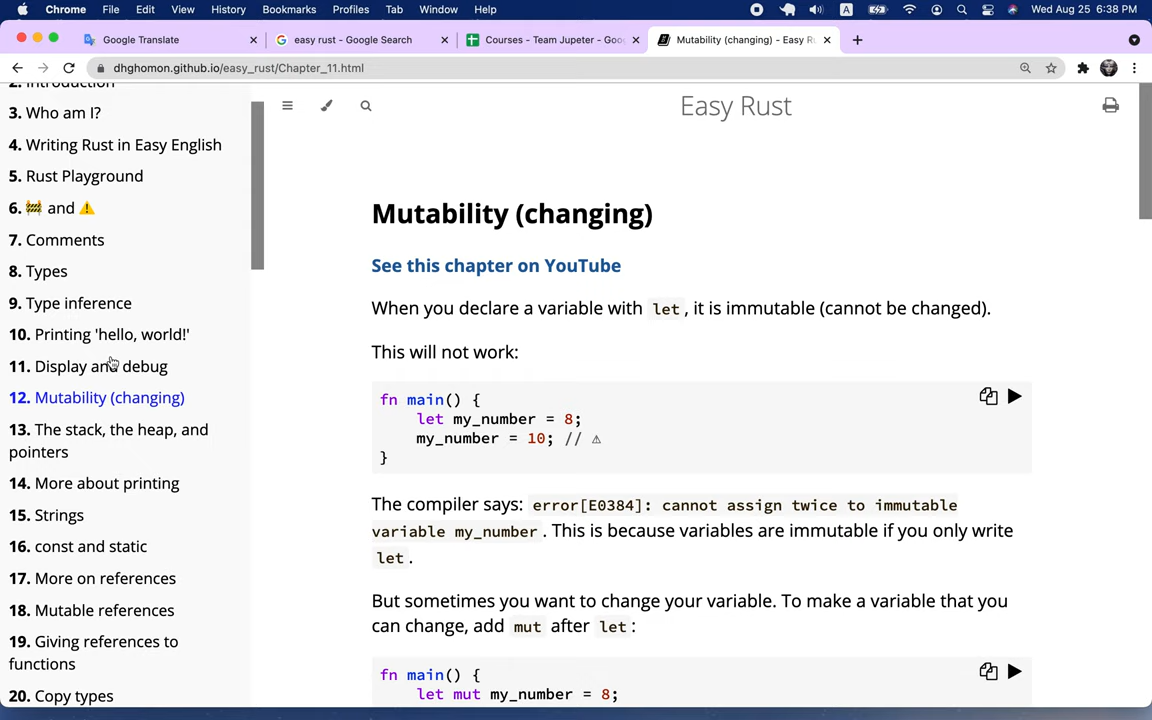 Chrome File Edit View History Bookmarks Profiles Tab Window Help A Wed Aug 25 6:38 PM
Google Translate easy rust - Google Search Courses - Team Jupeter - Goo Mutability (changing) - Easy R
dhghomon.github.io/easy_rust/Chapter_11.html
2. Introduction
3. Who am I?
4. Writing Rust in Easy English
5. Rust Playground
6. 🚧 and ⚠️
7. Comments
8. Types
9. Type inference
10. Printing 'hello, world!'
11. Display and debug
12. Mutability (changing)
13. The stack, the heap, and
pointers
14. More about printing
15. Strings
16. const and static
17. More on references
18. Mutable references
19. Giving references to
functions
20. Copy types
Easy Rust
Mutability (changing)
See this chapter on YouTube
When you declare a variable with let, it is immutable (cannot be changed).
This will not work:
fn main() {
let my_number = 8;
my_number = 10; // ⚠
}
The compiler says: error[E0384]: cannot assign twice to immutable
variable my_number. This is because variables are immutable if you only write
let.
But sometimes you want to change your variable. To make a variable that you
can change, add mut after let:
fn main() {
let mut my_number = 8;